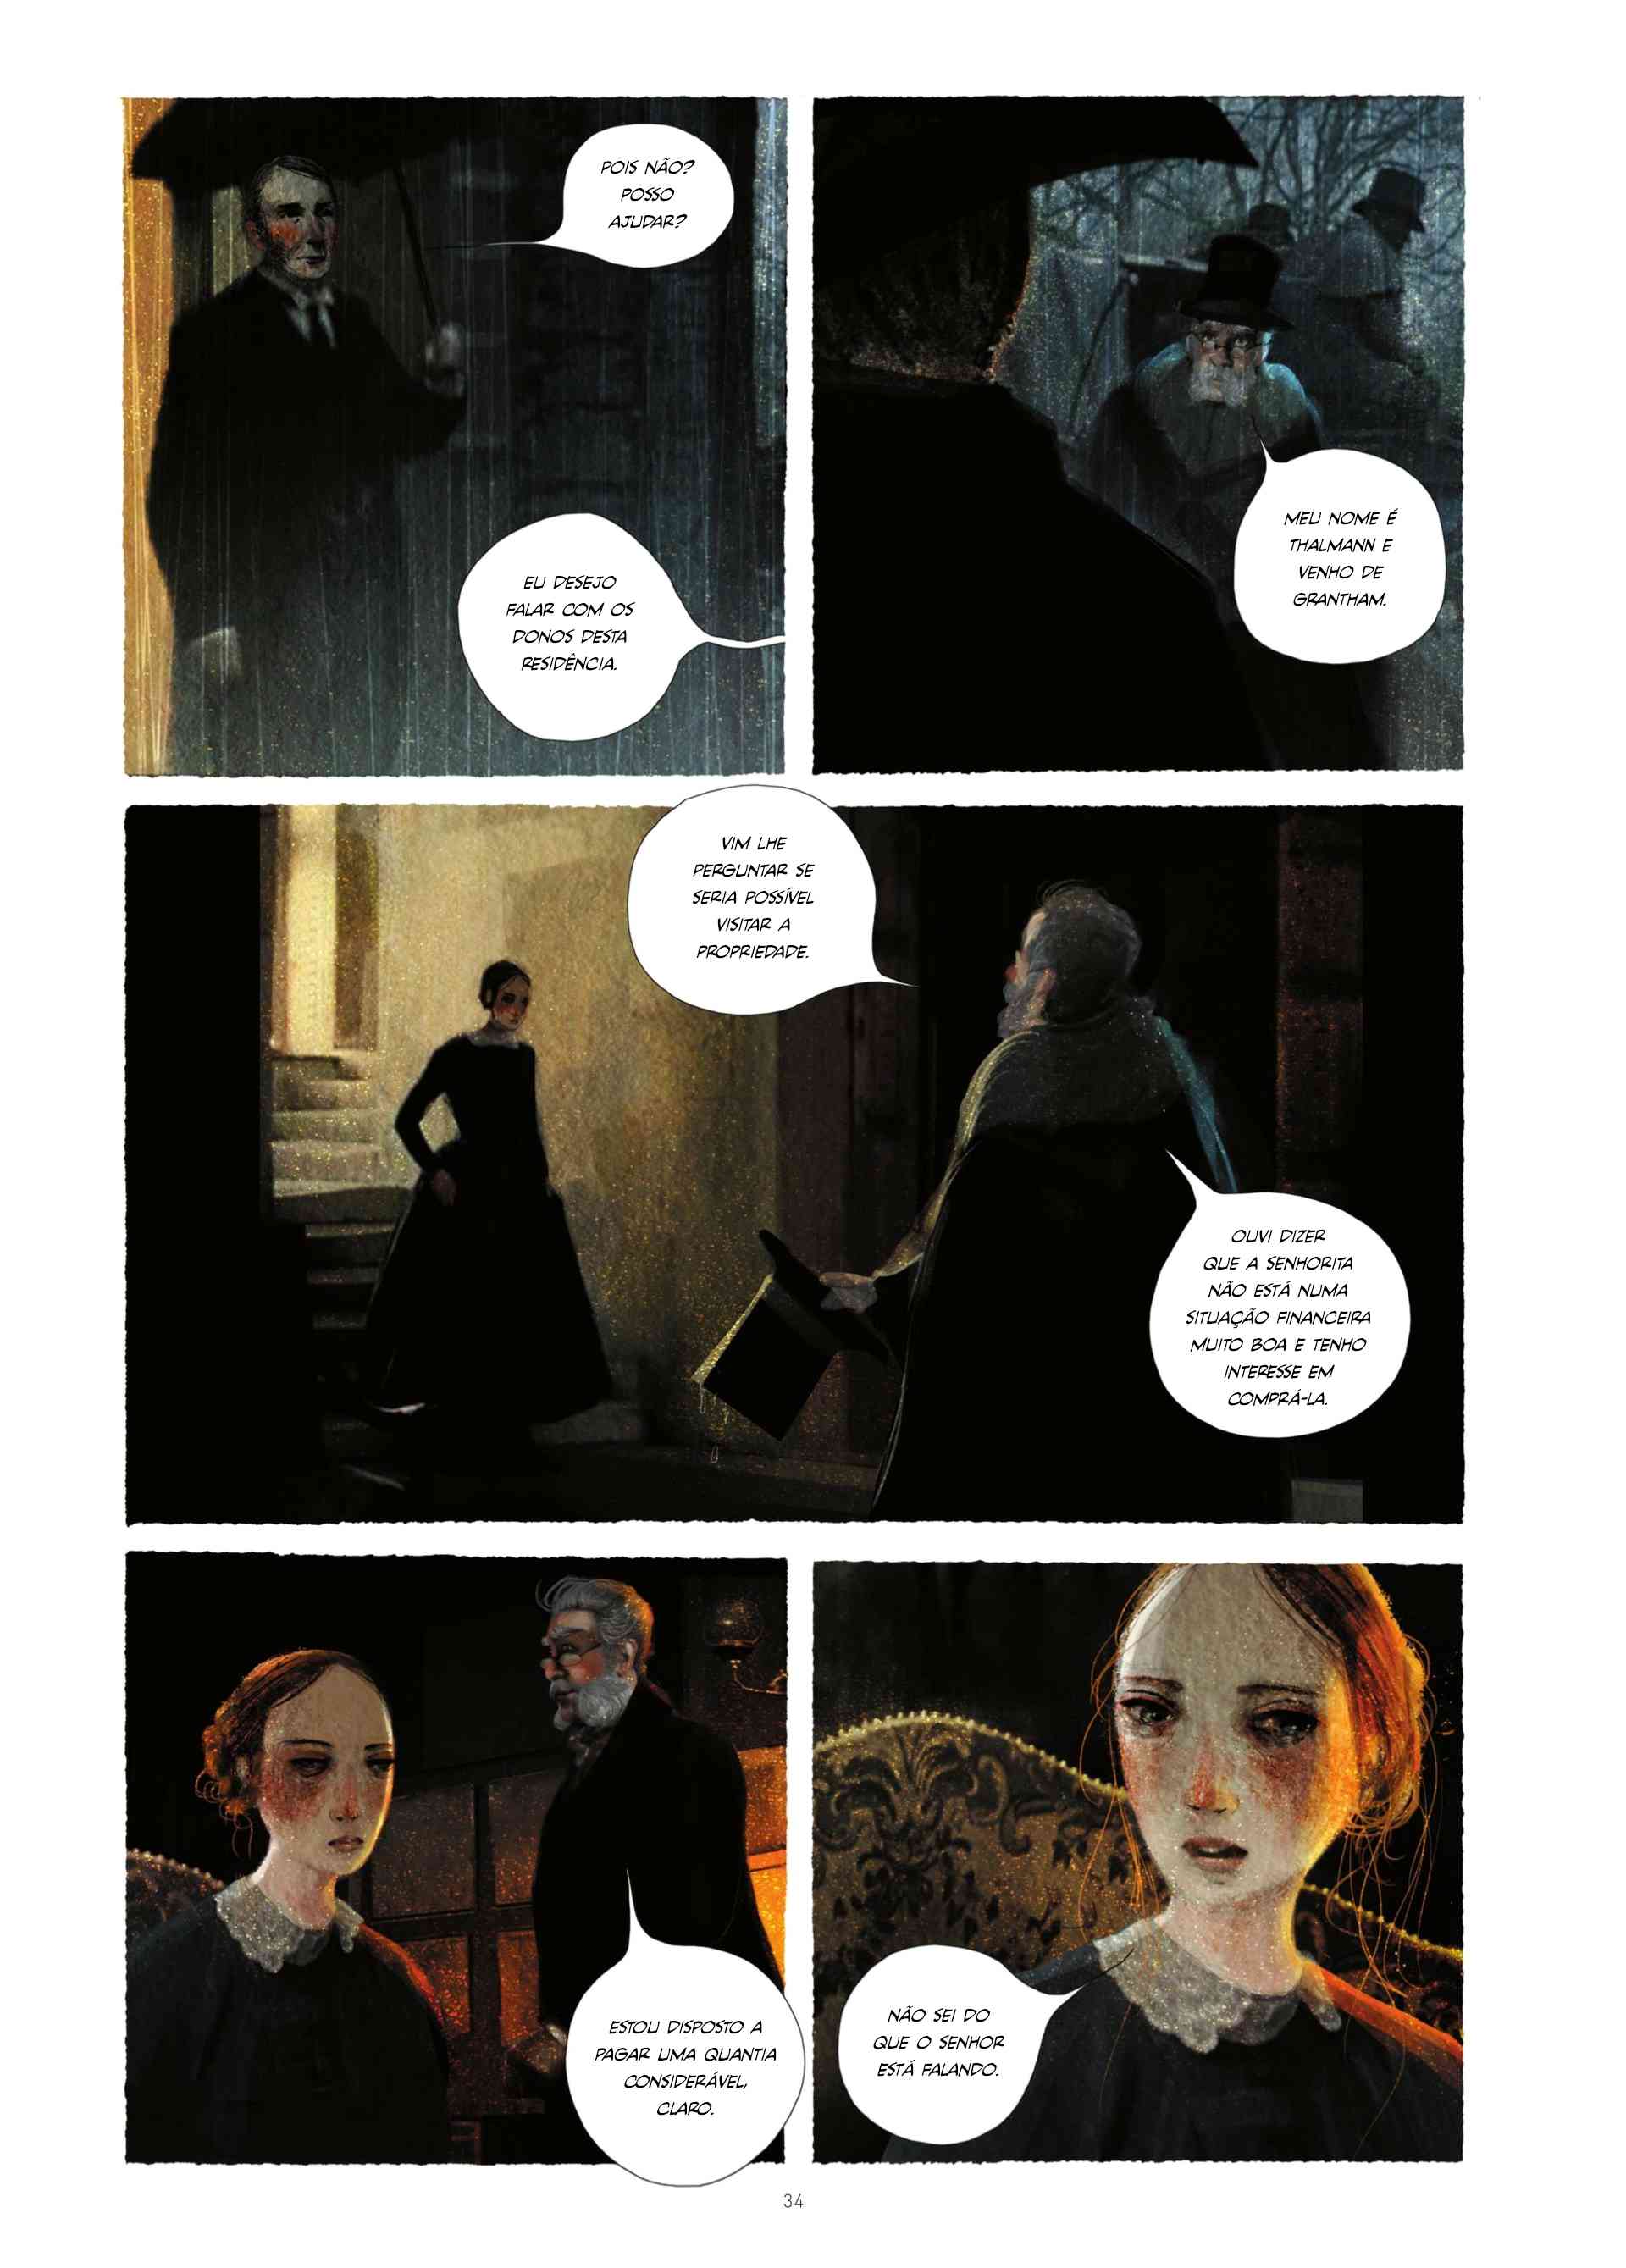 POIS NÃO?
POSSO
AJUDAR?
EU DESEJO
FALAR COM OS
DONOS DESTA
RESIDÊNCIA.
MEU NOME É
THALMANN E
VENHO DE
GRANTHAM.
VIM LHE
PERGUNTAR SE
SERIA POSSÍVEL
VISITAR A
PROPRIEDADE.
OUVI DIZER
QUE A SENHORITA
NÃO ESTÁ NUMA
SITUAÇÃO FINANCEIRA
MUITO BOA E TENHO
INTERESSE EM
COMPRÁ-LA.
ESTOU DISPOSTO A
PAGAR UMA QUANTIA
CONSIDERÁVEL,
CLARO.
NÃO SEI DO
QUE O SENHOR
ESTÁ FALANDO.
34